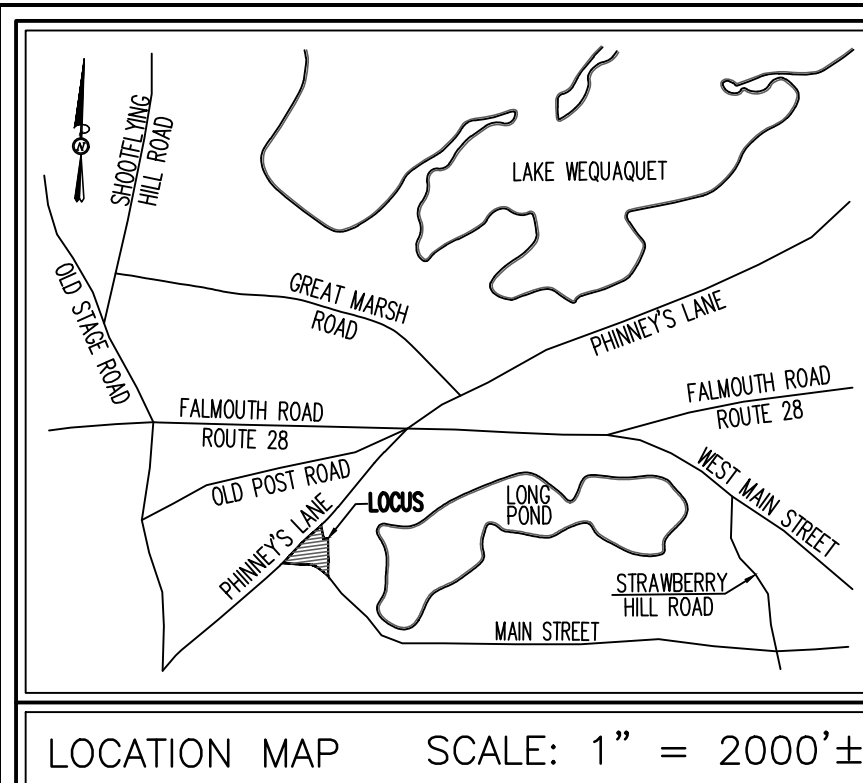 SHOOTFLYING
HILL ROAD
N
LAKE WEQUAQUET
OLD STAGE ROAD
GREAT MARSH
ROAD
PHINNEY'S LANE
FALMOUTH ROAD
ROUTE 28
FALMOUTH ROAD
ROUTE 28
OLD POST ROAD
WEST MAIN STREET
LOCUS
LONG
POND
PHINNEY'S LANE
STRAWBERRY
HILL ROAD
MAIN STREET
LOCATION MAP
SCALE: 1" = 2000'±